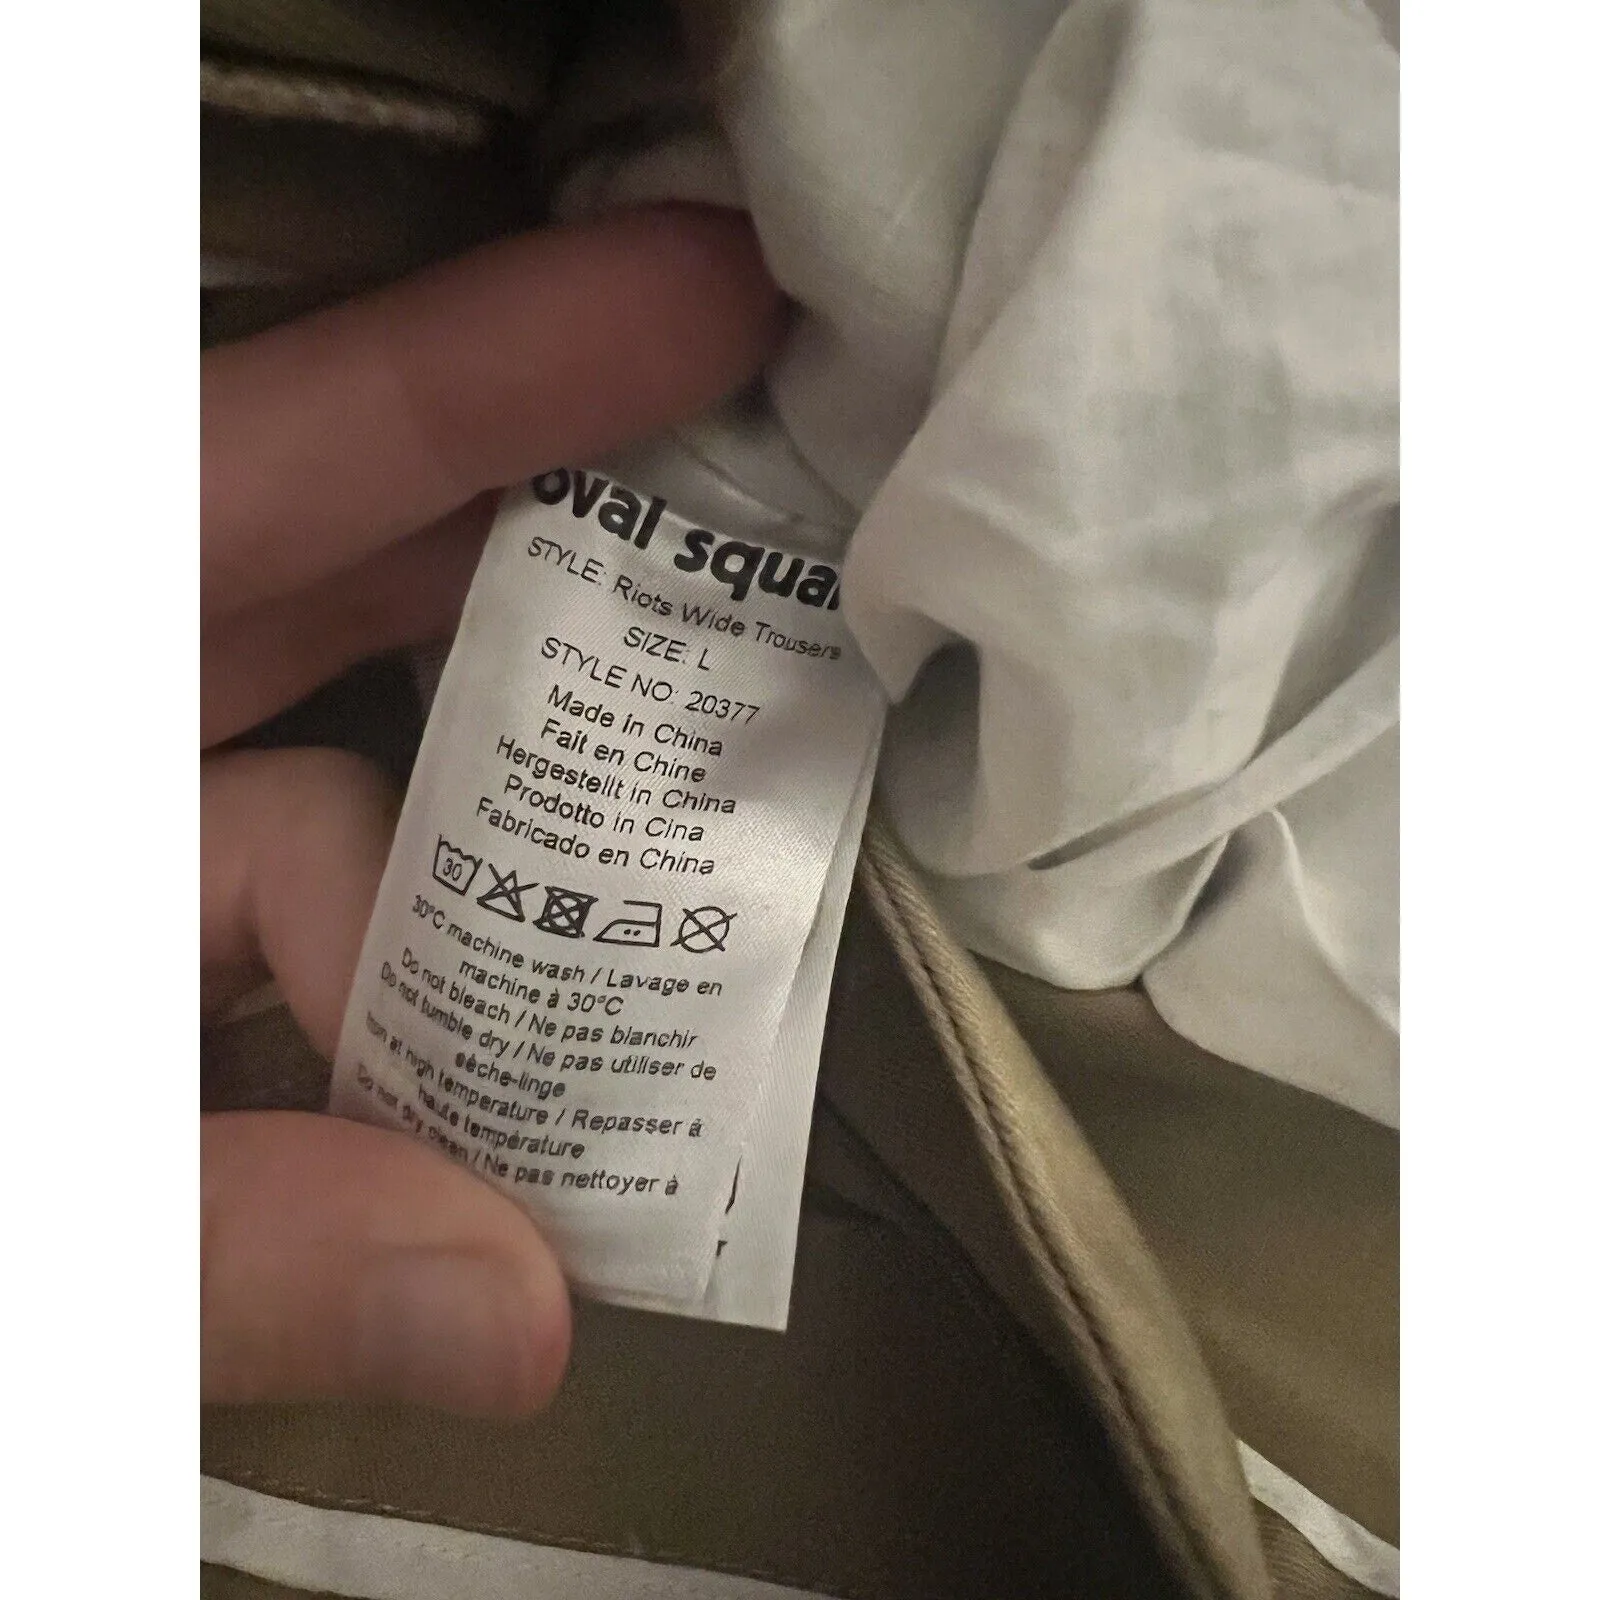 oval squar
STYLE: Riots Wide Trousers
SIZE: L
STYLE NO: 20377
Made in China
Fait en Chine
Hergestellt in China
Prodotto in Cina
Fabricado en China
30
30°C machine wash / Lavage en
machine à 30°C
Do not bleach / Ne pas blanchir
Do not tumble dry / Ne pas utiliser de
sèche-linge
Iron at high temperature / Repasser à
haute température
Do not dry clean / Ne pas nettoyer à